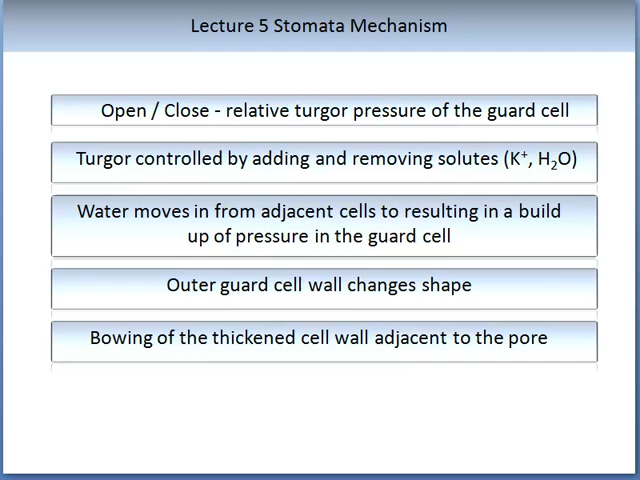 Lecture 5 Stomata Mechanism
Open / Close - relative turgor pressure of the guard cell
Turgor controlled by adding and removing solutes (K⁺, H₂O)
Water moves in from adjacent cells to resulting in a build
up of pressure in the guard cell
Outer guard cell wall changes shape
Bowing of the thickened cell wall adjacent to the pore